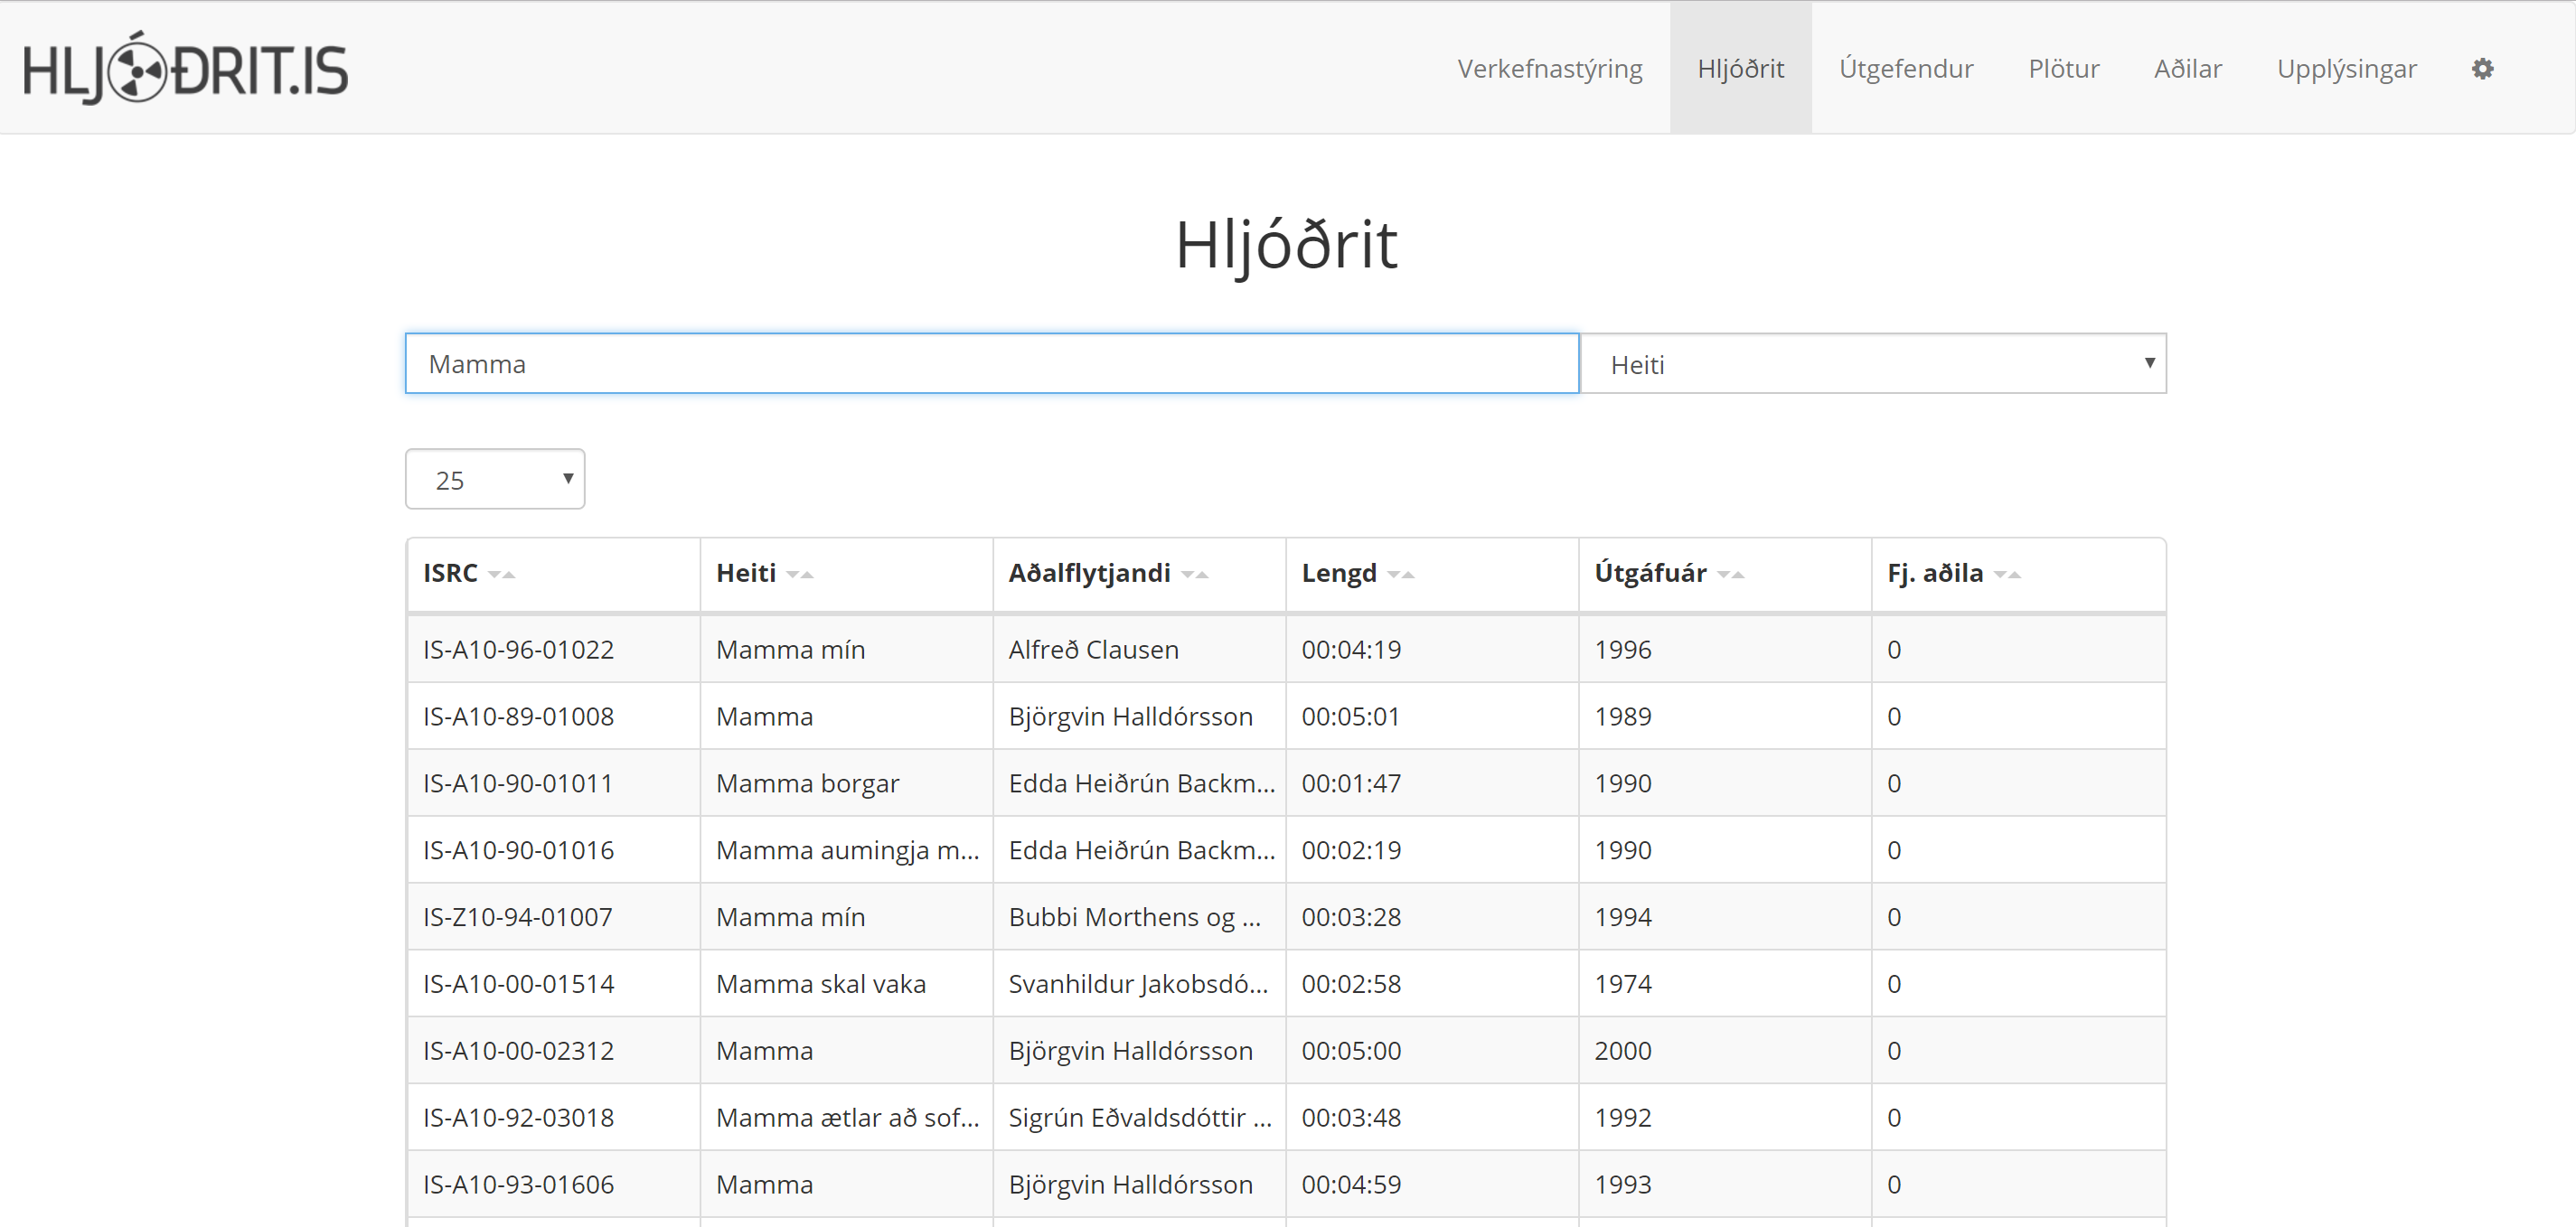 HLJÓÐRIT.IS Verkefnastýring Hljóðrit Útgefendur Plötur Aðilar Upplýsingar
Hljóðrit
Mamma Heiti
25
ISRC Heiti Aðalflytjandi Lengd Útgáfuár Fj. aðila
IS-A10-96-01022 Mamma mín Alfreð Clausen 00:04:19 1996 0
IS-A10-89-01008 Mamma Björgvin Halldórsson 00:05:01 1989 0
IS-A10-90-01011 Mamma borgar Edda Heiðrún Backm... 00:01:47 1990 0
IS-A10-90-01016 Mamma aumingja m... Edda Heiðrún Backm... 00:02:19 1990 0
IS-Z10-94-01007 Mamma mín Bubbi Morthens og ... 00:03:28 1994 0
IS-A10-00-01514 Mamma skal vaka Svanhildur Jakobsdó... 00:02:58 1974 0
IS-A10-00-02312 Mamma Björgvin Halldórsson 00:05:00 2000 0
IS-A10-92-03018 Mamma ætlar að sof... Sigrún Eðvaldsdóttir ... 00:03:48 1992 0
IS-A10-93-01606 Mamma Björgvin Halldórsson 00:04:59 1993 0